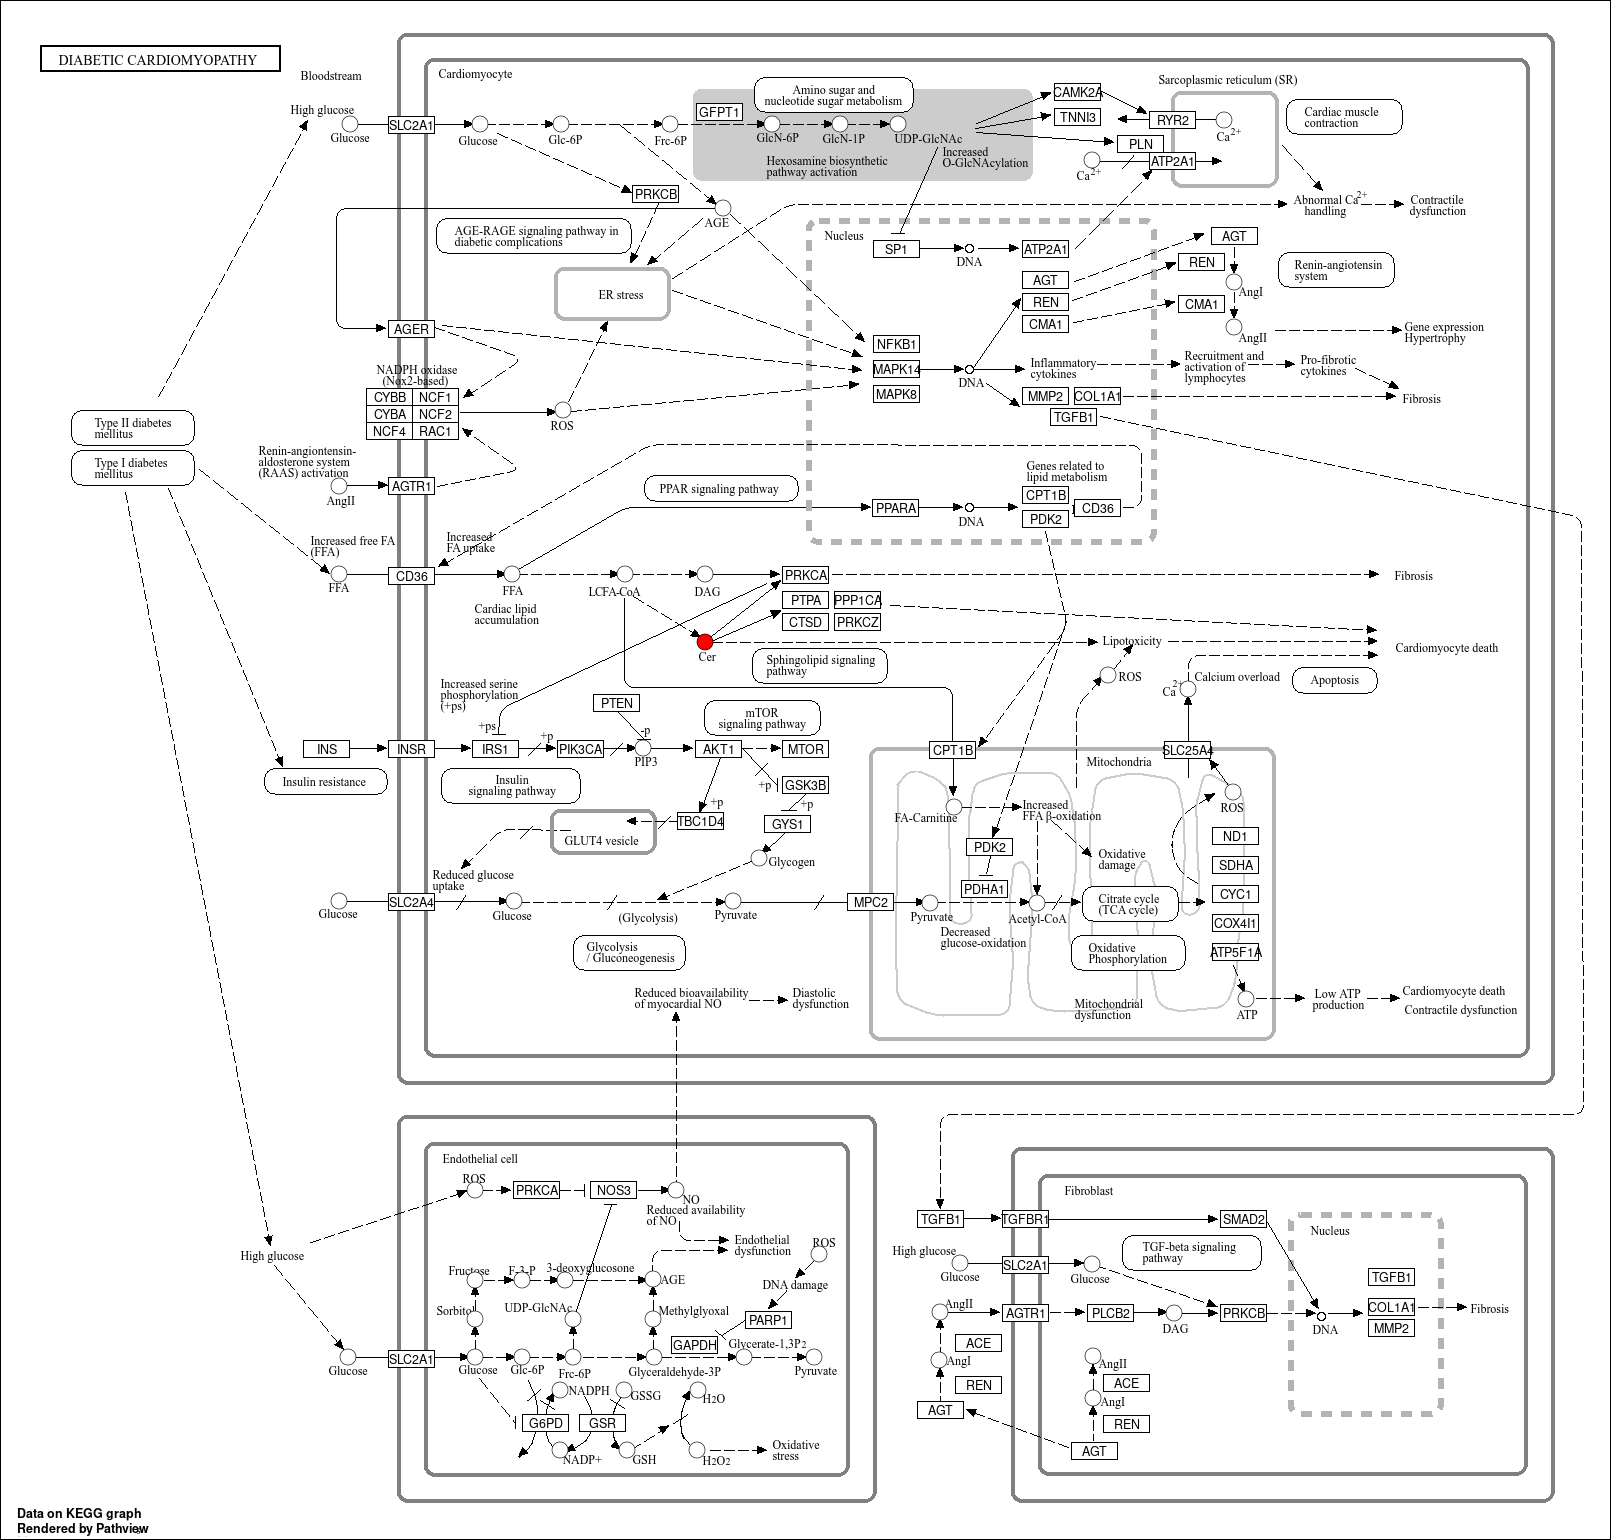 DIABETIC CARDIOMYOPATHY
Bloodstream
Cardiomyocyte
Sarcoplasmic reticulum (SR)
High glucose
Glucose
SLC2A1
Glucose
Glc-6P
Frc-6P
GFPT1
Amino sugar and
nucleotide sugar metabolism
GlcN-6P
GlcN-1P
UDP-GlcNAc
Hexosamine biosynthetic
pathway activation
Increased
O-GlcNAcylation
CAMK2A
TNNI3
PLN
RYR2
ATP2A1
Ca2+
Ca2+
Cardiac muscle
contraction
PRKCB
AGE
AGE-RAGE signaling pathway in
diabetic complications
ER stress
Abnormal Ca2+
handling
Contractile
dysfunction
Nucleus
SP1
DNA
ATP2A1
AGT
REN
CMA1
AGT
REN
CMA1
AngI
AngII
Renin-angiotensin
system
Gene expression
Hypertrophy
AGER
NFKB1
MAPK14
MAPK8
DNA
Inflammatory
cytokines
Recruitment and
activation of
lymphocytes
Pro-fibrotic
cytokines
Fibrosis
MMP2
COL1A1
TGFB1
NADPH oxidase
(Nox2-based)
CYBB
NCF1
CYBA
NCF2
NCF4
RAC1
ROS
Type II diabetes
mellitus
Type I diabetes
mellitus
Renin-angiotensin-
aldosterone system
(RAAS) activation
AngII
AGTR1
PPAR signaling pathway
PPARA
DNA
Genes related to
lipid metabolism
CPT1B
CD36
PDK2
Increased free FA
(FFA)
FFA
CD36
Increased
FA uptake
FFA
Cardiac lipid
accumulation
LCFA-CoA
DAG
PRKCA
PTPA
PPP1CA
CTSD
PRKCZ
Fibrosis
Cer
Sphingolipid signaling
pathway
Lipotoxicity
Cardiomyocyte death
ROS
Ca2+
Calcium overload
Apoptosis
Increased serine
phosphorylation
(+ps)
+ps
INS
INSR
IRS1
+p
PIK3CA
PTEN
-p
PIP3
AKT1
mTOR
signaling pathway
MTOR
+p
GSK3B
+p
GYS1
+p
TBC1D4
Glycogen
Insulin resistance
Insulin
signaling pathway
GLUT4 vesicle
Reduced glucose
uptake
Glucose
SLC2A4
Glucose
(Glycolysis)
Pyruvate
Glycolysis
/ Gluconeogenesis
MPC2
CPT1B
SLC25A4
Mitochondria
FA-Carnitine
Increased
FFA β-oxidation
PDK2
PDHA1
Oxidative
damage
ROS
ND1
SDHA
CYC1
COX4I1
ATP5F1A
Pyruvate
Acetyl-CoA
Citrate cycle
(TCA cycle)
Decreased
glucose-oxidation
Oxidative
Phosphorylation
Mitochondrial
dysfunction
ATP
Low ATP
production
Cardiomyocyte death
Contractile dysfunction
Reduced bioavailability
of myocardial NO
Diastolic
dysfunction
Endothelial cell
ROS
PRKCA
NOS3
NO
Reduced availability
of NO
Endothelial
dysfunction
ROS
DNA damage
PARP1
Fructose
F-3-P
3-deoxyglucosone
AGE
Sorbitol
UDP-GlcNAc
Methylglyoxal
GAPDH
Glycerate-1,3P2
High glucose
Glucose
SLC2A1
Glucose
Glc-6P
Frc-6P
Glyceraldehyde-3P
Pyruvate
NADPH
GSSG
H2O
G6PD
GSR
NADP+
GSH
H2O2
Oxidative
stress
Fibroblast
TGFB1
TGFBR1
SMAD2
Nucleus
High glucose
Glucose
SLC2A1
Glucose
TGF-beta signaling
pathway
AngII
AGTR1
PLCB2
DAG
PRKCB
DNA
TGFB1
COL1A1
MMP2
Fibrosis
ACE
AngI
REN
AGT
AngII
ACE
AngI
REN
AGT
Data on KEGG graph
Rendered by Pathview